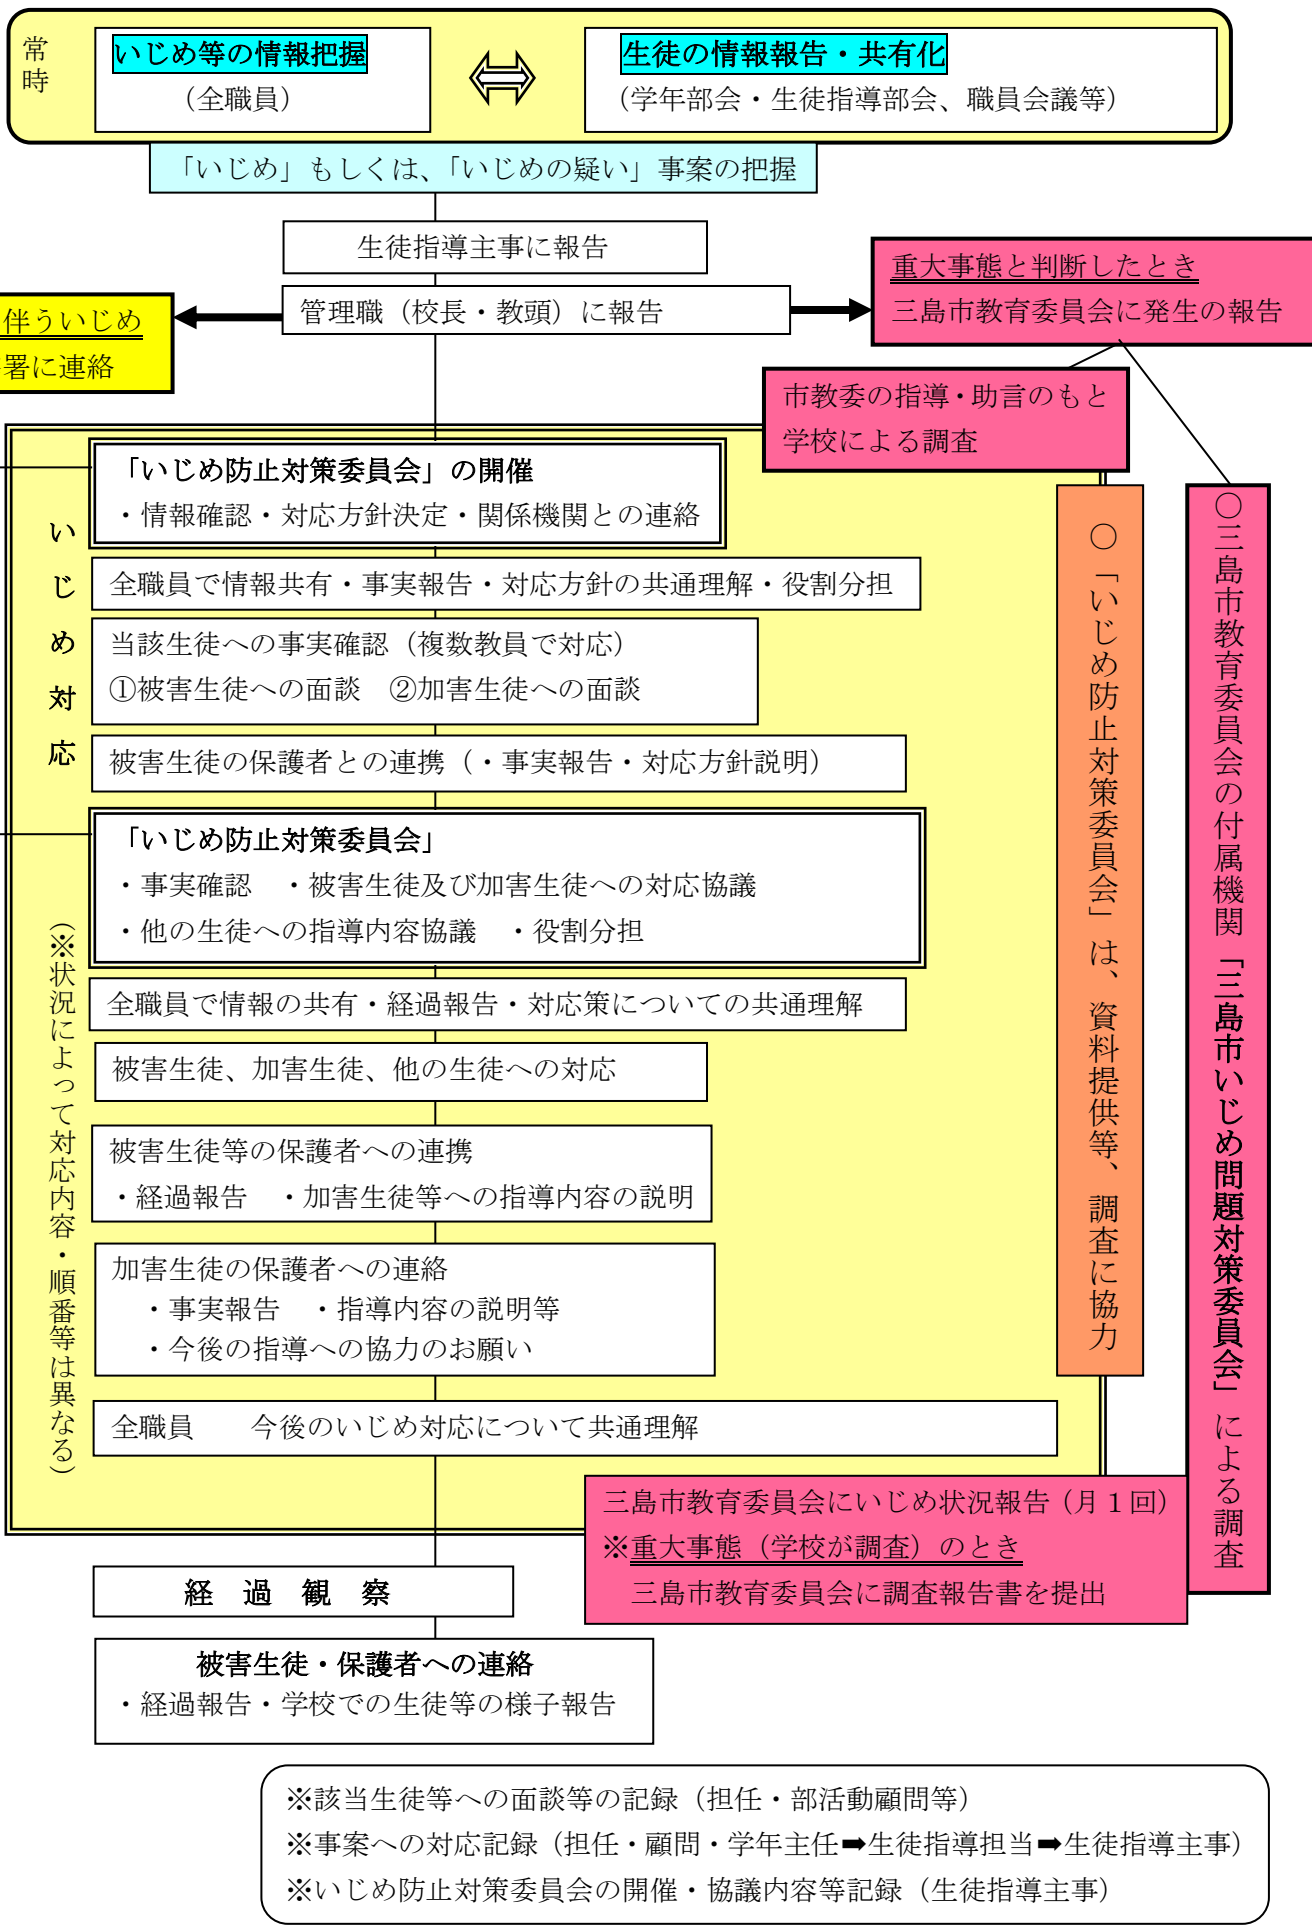 常時
いじめ等の情報把握
（全職員）
生徒の情報報告・共有化
（学年部会・生徒指導部会、職員会議等）
「いじめ」もしくは、「いじめの疑い」事案の把握
生徒指導主事に報告
管理職（校長・教頭）に報告
伴ういじめ
署に連絡
重大事態と判断したとき
三島市教育委員会に発生の報告
市教委の指導・助言のもと
学校による調査
いじめ対応
（※状況によって対応内容・順番等は異なる）
「いじめ防止対策委員会」の開催
・情報確認・対応方針決定・関係機関との連絡
全職員で情報共有・事実報告・対応方針の共通理解・役割分担
当該生徒への事実確認（複数教員で対応）
①被害生徒への面談　②加害生徒への面談
被害生徒の保護者との連携（・事実報告・対応方針説明）
「いじめ防止対策委員会」
・事実確認　・被害生徒及び加害生徒への対応協議
・他の生徒への指導内容協議　・役割分担
全職員で情報の共有・経過報告・対応策についての共通理解
被害生徒、加害生徒、他の生徒への対応
被害生徒等の保護者への連携
・経過報告　・加害生徒等への指導内容の説明
加害生徒の保護者への連絡
・事実報告　・指導内容の説明等
・今後の指導への協力のお願い
全職員　　今後のいじめ対応について共通理解
○「いじめ防止対策委員会」は、資料提供等、調査に協力
○三島市教育委員会の付属機関「三島市いじめ問題対策委員会」による調査
三島市教育委員会にいじめ状況報告（月１回）
※重大事態（学校が調査）のとき
三島市教育委員会に調査報告書を提出
経　過　観　察
被害生徒・保護者への連絡
・経過報告・学校での生徒等の様子報告
※該当生徒等への面談等の記録（担任・部活動顧問等）
※事案への対応記録（担任・顧問・学年主任➡生徒指導担当➡生徒指導主事）
※いじめ防止対策委員会の開催・協議内容等記録（生徒指導主事）